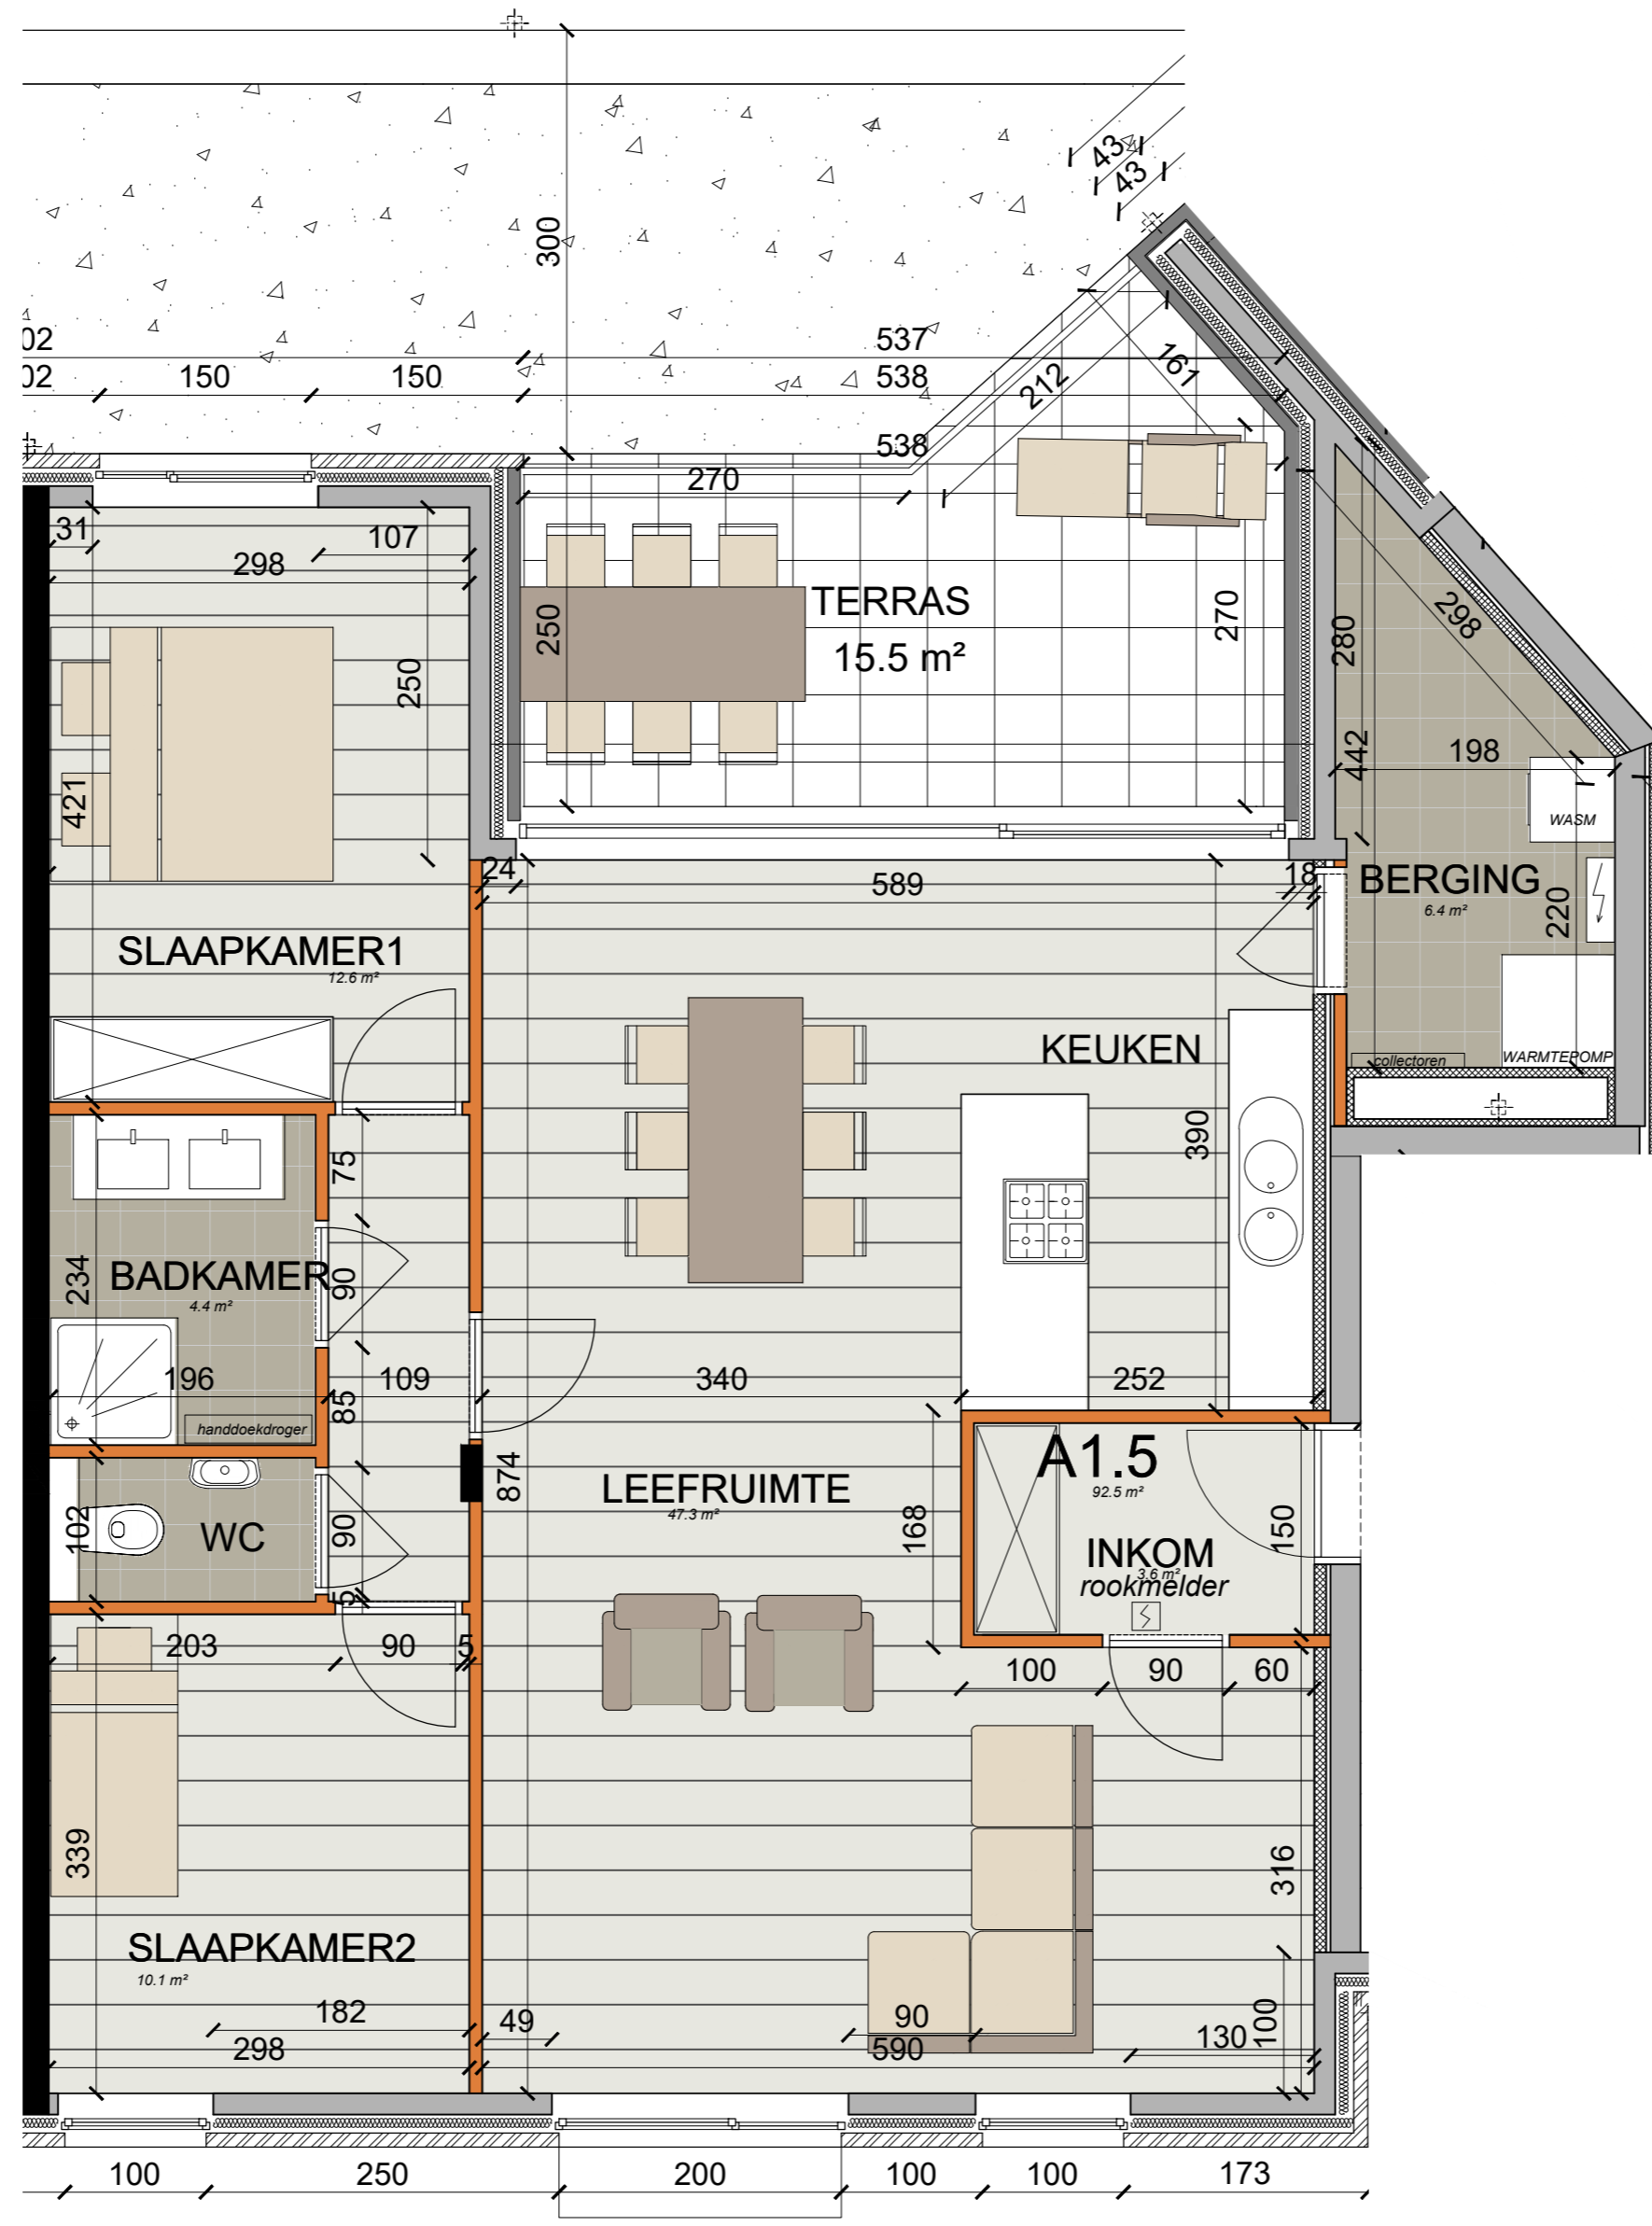 43
43
300
02
537
02
150
150
538
161
212
538
270
31
107
298
TERRAS
15.5 m²
250
270
280
298
250
421
442
198
WASM
24
589
18
BERGING
6.4 m²
220
SLAAPKAMER1
12.6 m²
KEUKEN
collectoren
WARMTEPOMP
390
75
234
BADKAMER
4.4 m²
90
196
109
340
252
85
handdoekdroger
874
A1.5
92.5 m²
LEEFRUIMTE
47.3 m²
168
150
102
WC
90
INKOM
3.6 m²
rookmelder
5
203
90
5
100
90
60
339
316
SLAAPKAMER2
10.1 m²
182
49
90
100
130
298
590
100
250
200
100
100
173